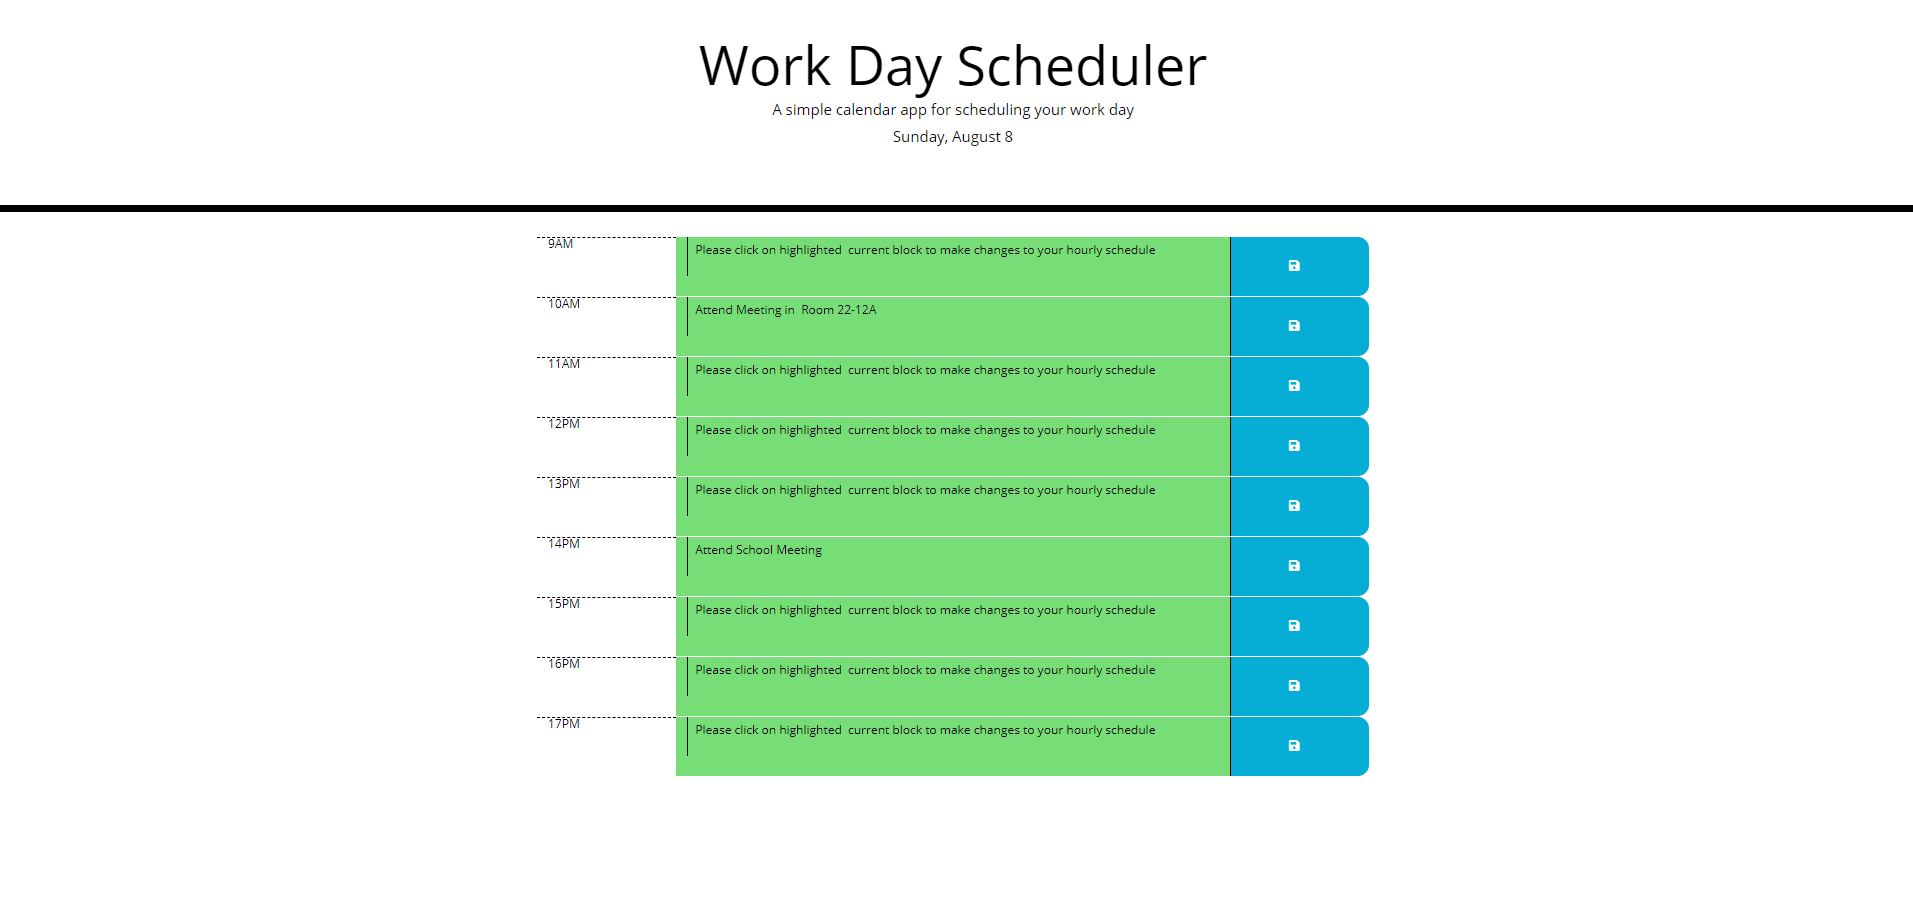 Work Day Scheduler
A simple calendar app for scheduling your work day
Sunday, August 8
9AM
Please click on highlighted  current block to make changes to your hourly schedule
10AM
Attend Meeting in  Room 22-12A
11AM
Please click on highlighted  current block to make changes to your hourly schedule
12PM
Please click on highlighted  current block to make changes to your hourly schedule
13PM
Please click on highlighted  current block to make changes to your hourly schedule
14PM
Attend School Meeting
15PM
Please click on highlighted  current block to make changes to your hourly schedule
16PM
Please click on highlighted  current block to make changes to your hourly schedule
17PM
Please click on highlighted  current block to make changes to your hourly schedule